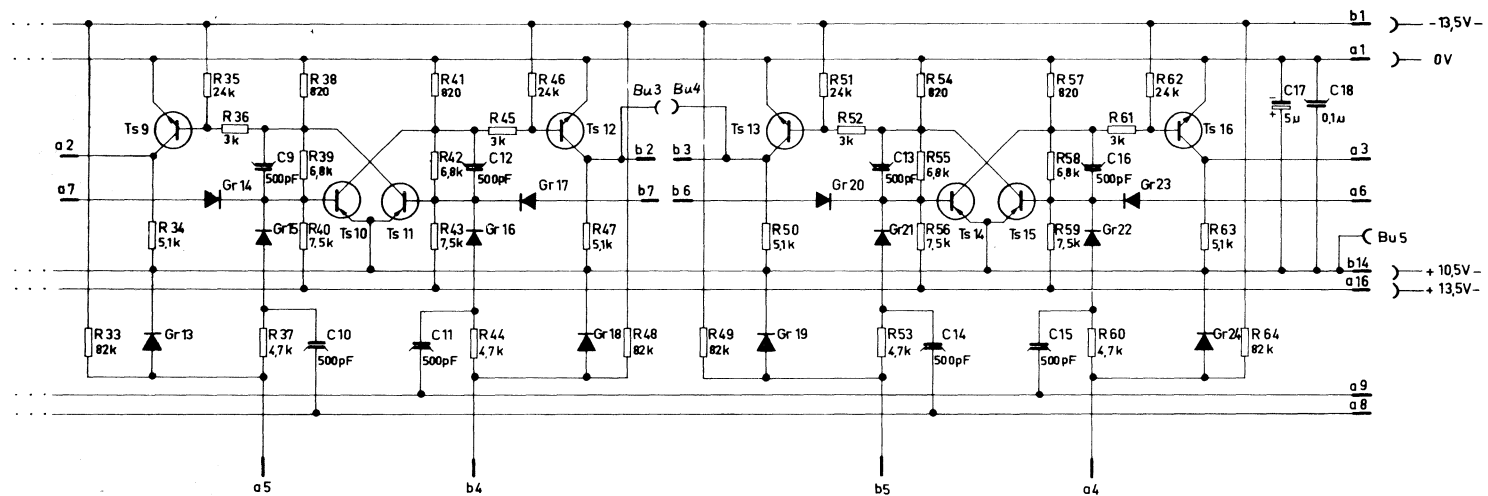 b1 -13,5V-
a1 0V
R35 24k
R38 820
R41 820
R46 24k
Bu3 Bu4
R51 24k
R54 820
R57 820
R62 24k
C17 5µ
C18 0,1µ
Ts9
R36 3k
R45 3k
Ts12
Ts13
R52 3k
R61 3k
Ts16
a2
C9 500pF
R39 6,8k
R42 6,8k
C12 500pF
b2 b3
C13 500pF
R55 6,8k
R58 6,8k
C16 500pF
a3
a7
Gr14
Gr17
b7 b6
Gr20
Gr23
a6
R34 5,1k
Gr15
R40 7,5k
Ts10 Ts11
R43 7,5k
Gr16
R47 5,1k
R50 5,1k
Gr21
R56 7,5k
Ts14 Ts15
R59 7,5k
Gr22
R63 5,1k
Bu5
b14 +10,5V-
a16 +13,5V-
R33 82k
Gr13
R37 4,7k
C10 500pF
C11 500pF
R44 4,7k
Gr18
R48 82k
R49 82k
Gr19
R53 4,7k
C14 500pF
C15 500pF
R60 4,7k
Gr24
R64 82k
a9
a8
a5 b4 b5 a4